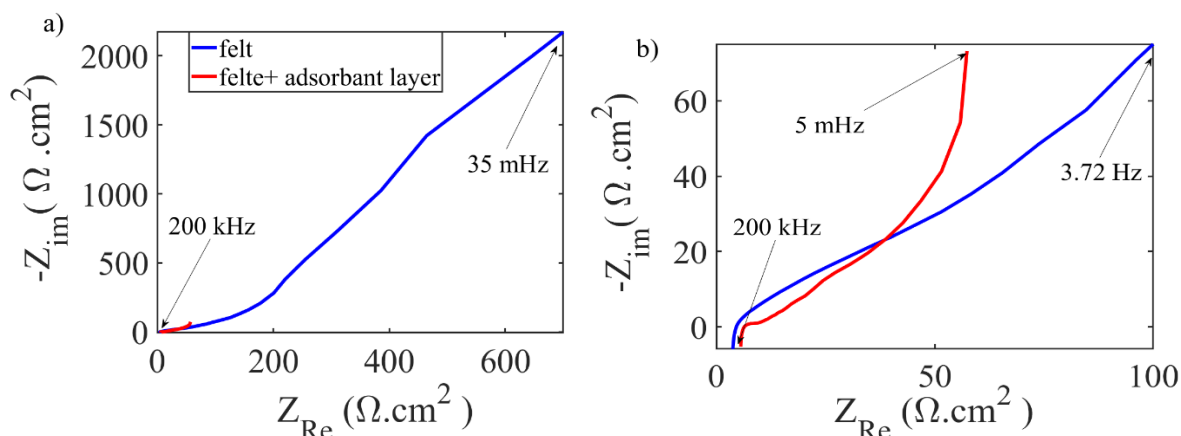 a)
felt
felte+ adsorbant layer
2000
1500
1000
500
0
-Z_im( Ω .cm^2)
200 kHz
35 mHz
0 200 400 600
Z_Re (Ω.cm^2)
b)
60
40
20
0
-Z_im( Ω .cm^2)
5 mHz
200 kHz
3.72 Hz
0 50 100
Z_Re (Ω.cm^2)